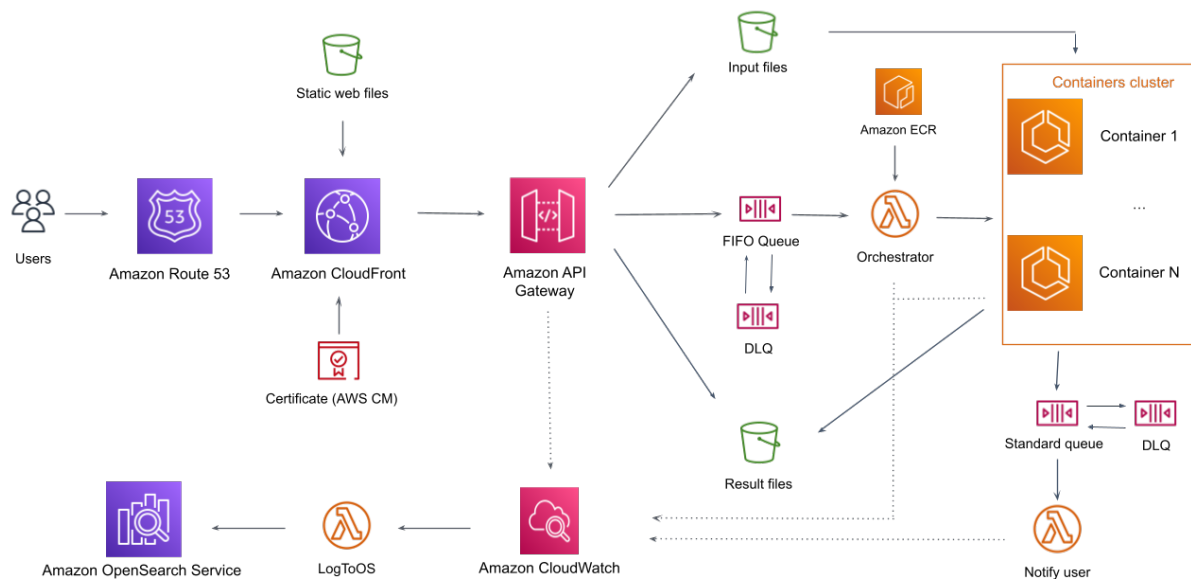 Static web files
Input files
Containers cluster
Amazon ECR
Container 1
53
</>
...
Users
Amazon Route 53
Amazon CloudFront
Amazon API
Gateway
FIFO Queue
Orchestrator
Container N
DLQ
Certificate (AWS CM)
Standard queue
DLQ
Result files
Amazon OpenSearch Service
LogToOS
Amazon CloudWatch
Notify user